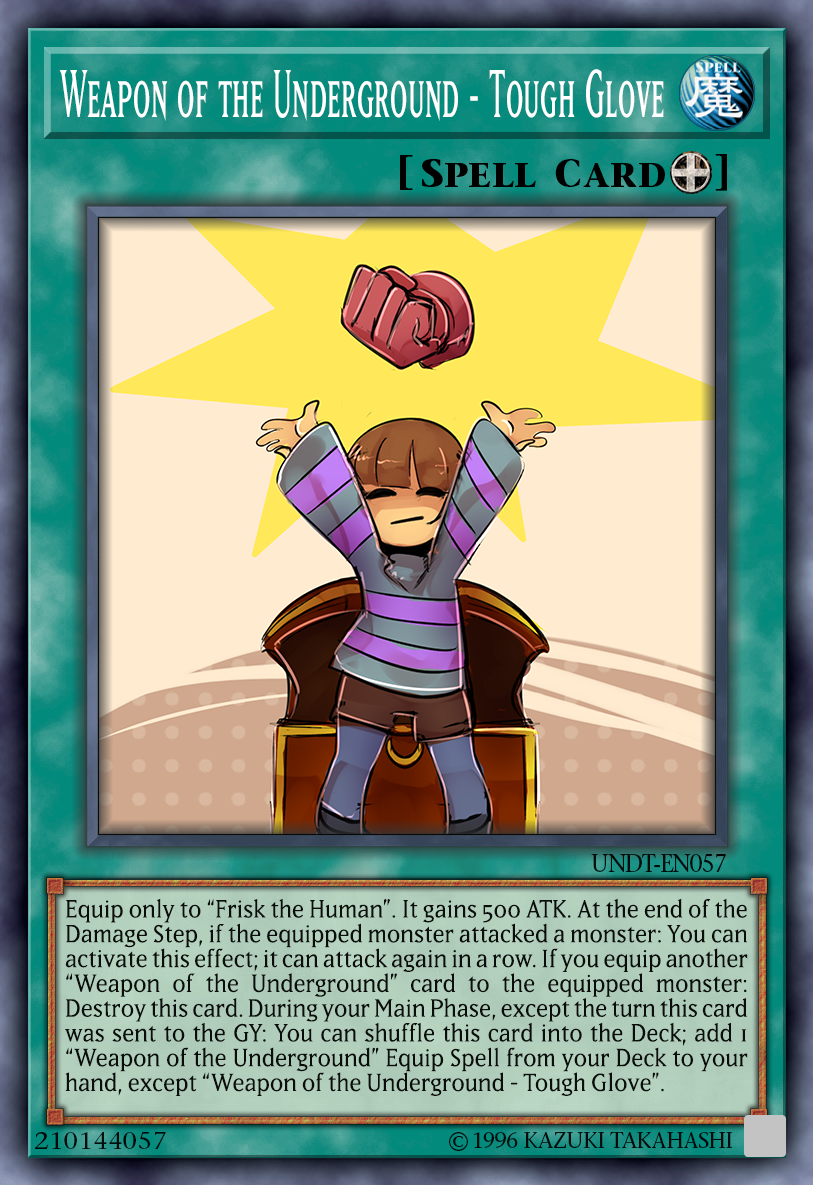 Weapon of the Underground - Tough Glove
SPELL
魔
[Spell Card]
UNDT-EN057
Equip only to “Frisk the Human”. It gains 500 ATK. At the end of the
Damage Step, if the equipped monster attacked a monster: You can
activate this effect; it can attack again in a row. If you equip another
“Weapon of the Underground” card to the equipped monster:
Destroy this card. During your Main Phase, except the turn this card
was sent to the GY: You can shuffle this card into the Deck; add 1
“Weapon of the Underground” Equip Spell from your Deck to your
hand, except “Weapon of the Underground - Tough Glove”.
210144057
© 1996 KAZUKI TAKAHASHI